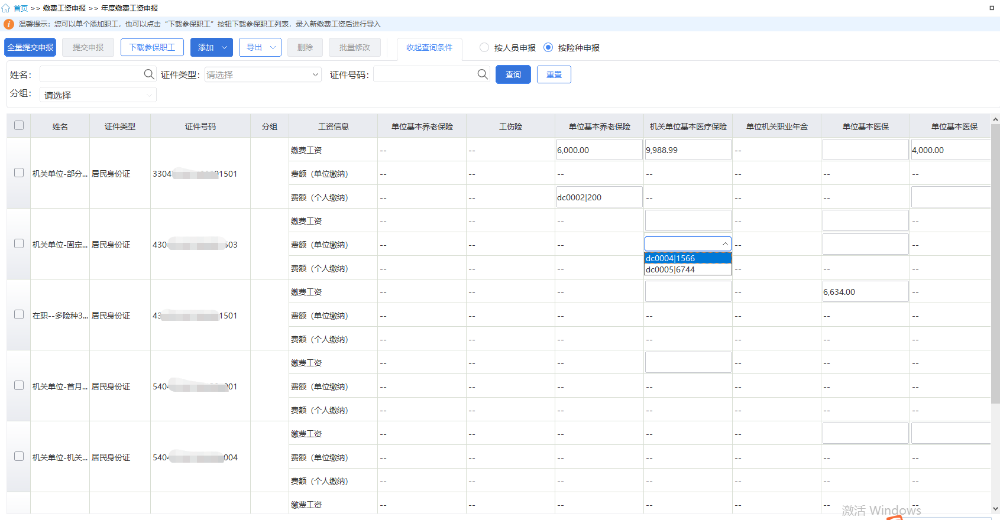 首页 >> 缴费工资申报 >> 年度缴费工资申报
温馨提示：您可以单个添加职工，也可以点击“下载参保职工”按钮下载参保职工列表，录入新缴费工资后进行导入
全量提交申报 提交申报 下载参保职工 添加 导出 删除 批量修改 收起查询条件 按人员申报 按险种申报
姓名： 证件类型：请选择 证件号码： 查询 重置
分组： 请选择
姓名 证件类型 证件号码 分组 工资信息 单位基本养老保险 工伤险 单位基本养老保险 机关单位基本医疗保险 单位机关职业年金 单位基本医保 单位基本医保
缴费工资 -- -- 6,000.00 9,988.99 -- 4,000.00
机关单位-部分... 居民身份证 3304 1501 费额（单位缴纳） -- -- -- -- -- -- --
费额（个人缴纳） -- -- dc0002|200 -- -- --
缴费工资 -- -- -- -- --
机关单位-固定... 居民身份证 430 503 费额（单位缴纳） -- -- -- -- --
dc0004|1566
费额（个人缴纳） -- -- -- dc0005|6744 -- -- --
缴费工资 -- -- -- -- 6,634.00 --
在职--多险种3... 居民身份证 43 1501 费额（单位缴纳） -- -- -- -- -- -- --
费额（个人缴纳） -- -- -- -- -- -- --
缴费工资 -- -- -- -- -- --
机关单位-首月... 居民身份证 540 001 费额（单位缴纳） -- -- -- -- -- -- --
费额（个人缴纳） -- -- -- -- -- -- --
缴费工资 -- -- -- -- --
机关单位-机关... 居民身份证 540 004 费额（单位缴纳） -- -- -- -- -- -- --
费额（个人缴纳） -- -- -- -- -- -- --
缴费工资 -- -- -- -- -- -- --
激活 Windows